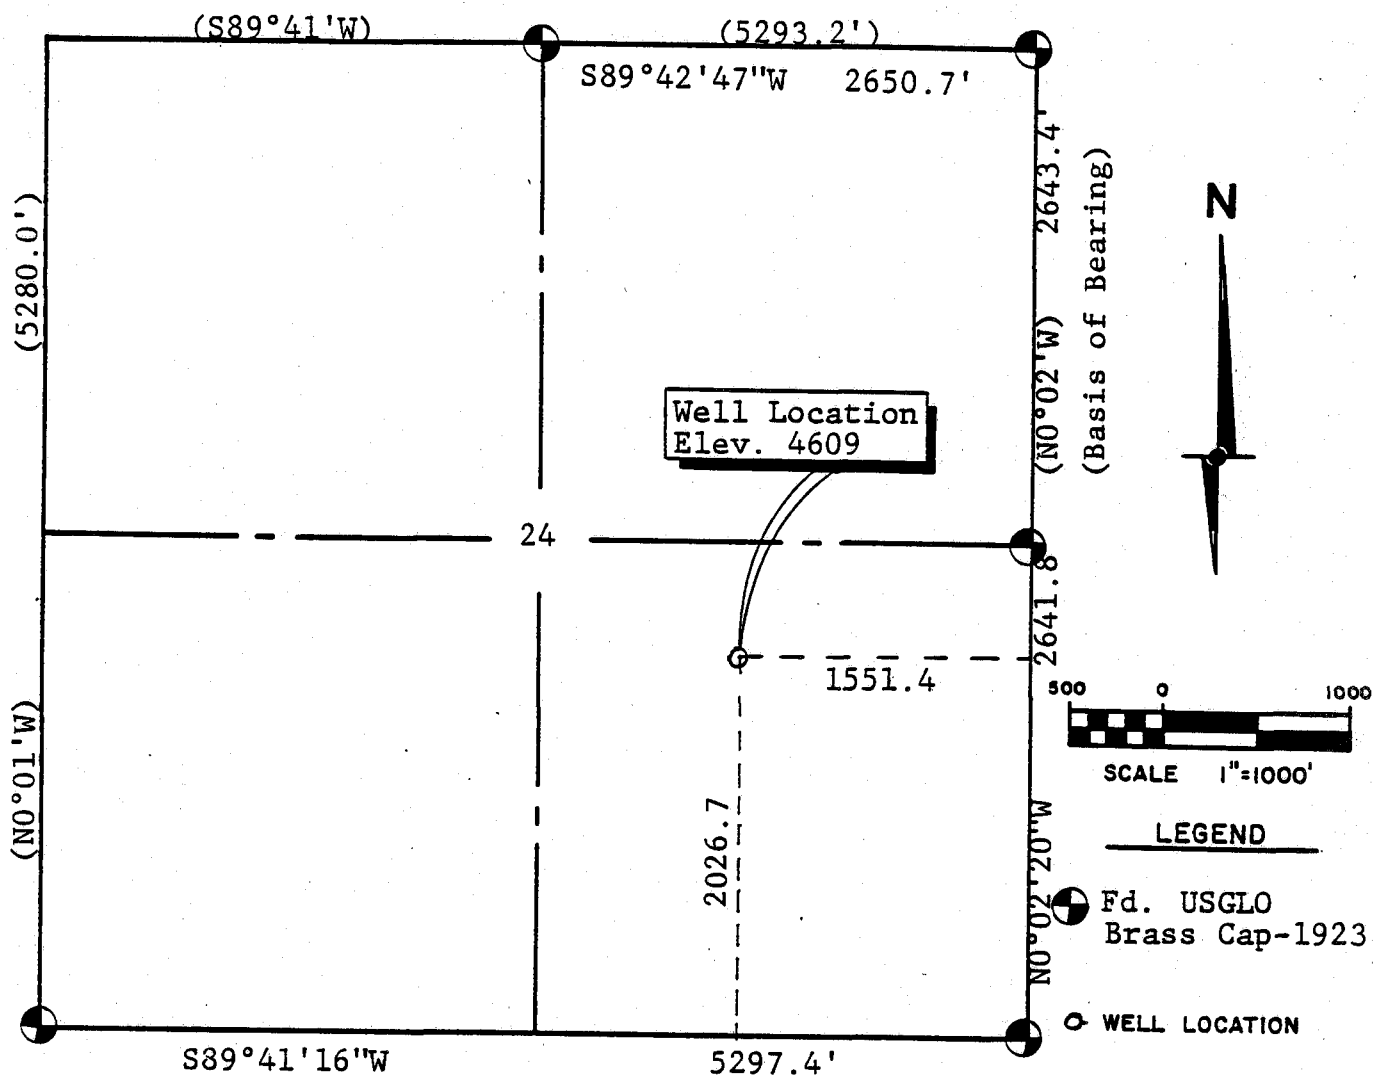 (S89°41'W)
(5293.2')
S89°42'47"W 2650.7'
2643.4'
(N0°02'W)
(Basis of Bearing)
(5280.0')
(N0°01'W)
N
Well Location
Elev. 4609
24
2641.8
1551.4
2026.7
N0°02'20"W
500 0 1000
SCALE 1"=1000'
LEGEND
Fd. USGLO
Brass Cap-1923
WELL LOCATION
S89°41'16"W
5297.4'